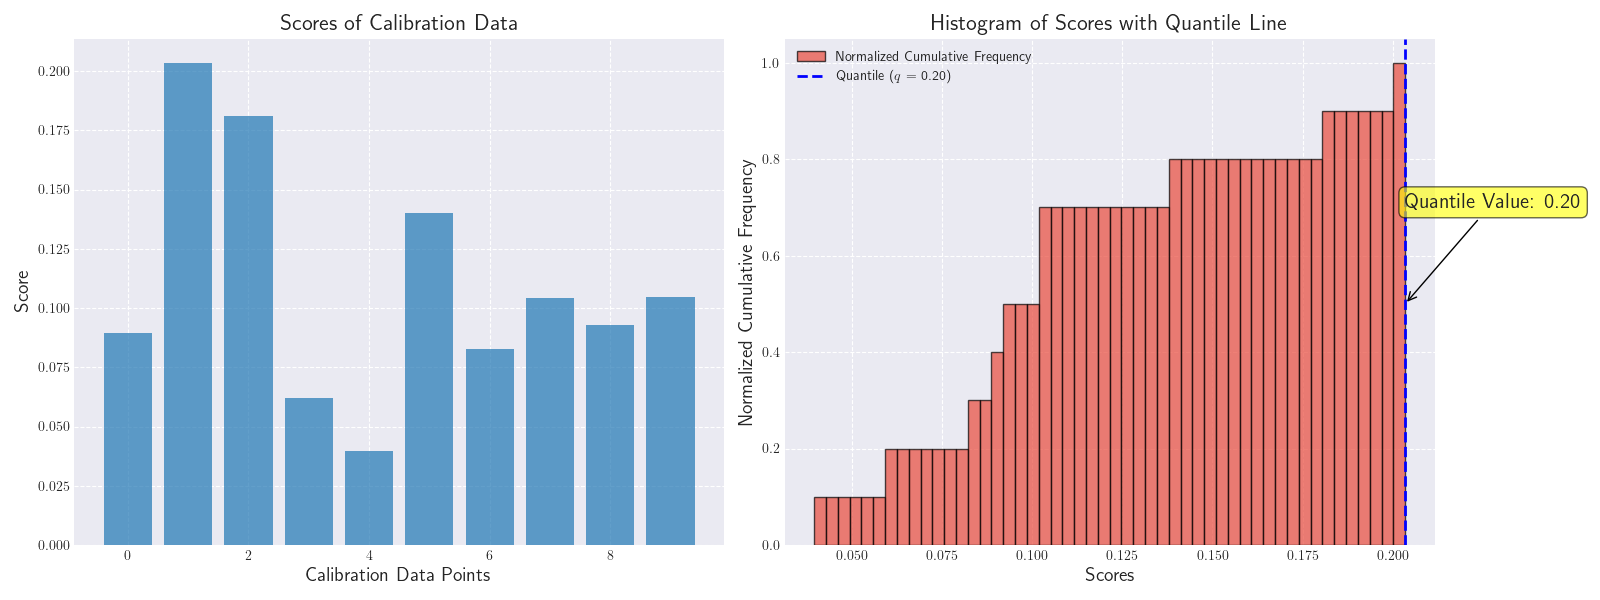 Scores of Calibration Data
Score
0.200
0.175
0.150
0.125
0.100
0.075
0.050
0.025
0.000
0 2 4 6 8
Calibration Data Points
Histogram of Scores with Quantile Line
Normalized Cumulative Frequency
Quantile (q = 0.20)
Normalized Cumulative Frequency
1.0
0.8
0.6
0.4
0.2
0.0
Quantile Value: 0.20
0.050 0.075 0.100 0.125 0.150 0.175 0.200
Scores